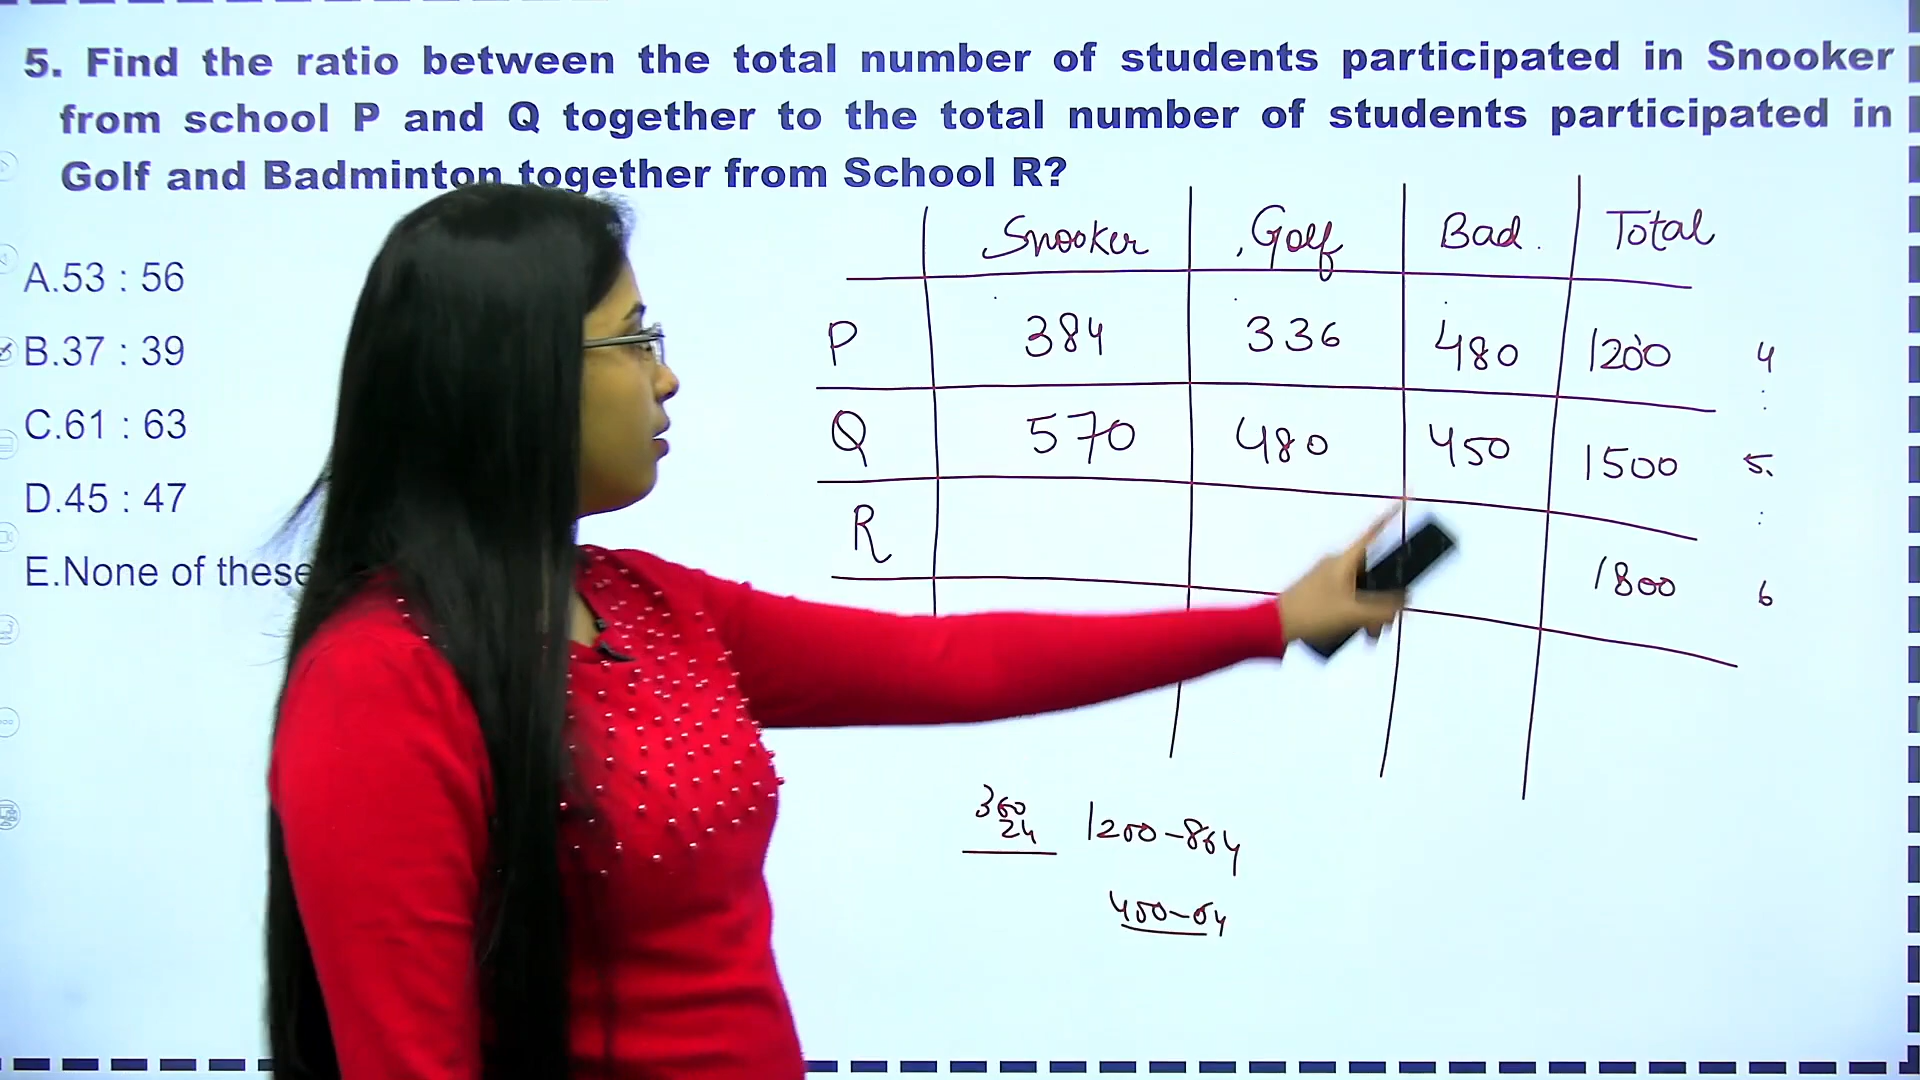 5. Find the ratio between the total number of students participated in Snooker
from school P and Q together to the total number of students participated in
Golf and Badminton together from School R?
A.53 : 56
B.37 : 39
C.61 : 63
D.45 : 47
E.None of these
Snooker Golf Bad. Total
P 384 336 480 1200 4
:
Q 570 480 450 1500 5
:
R 1800 6
360
24
1200-864
400-64